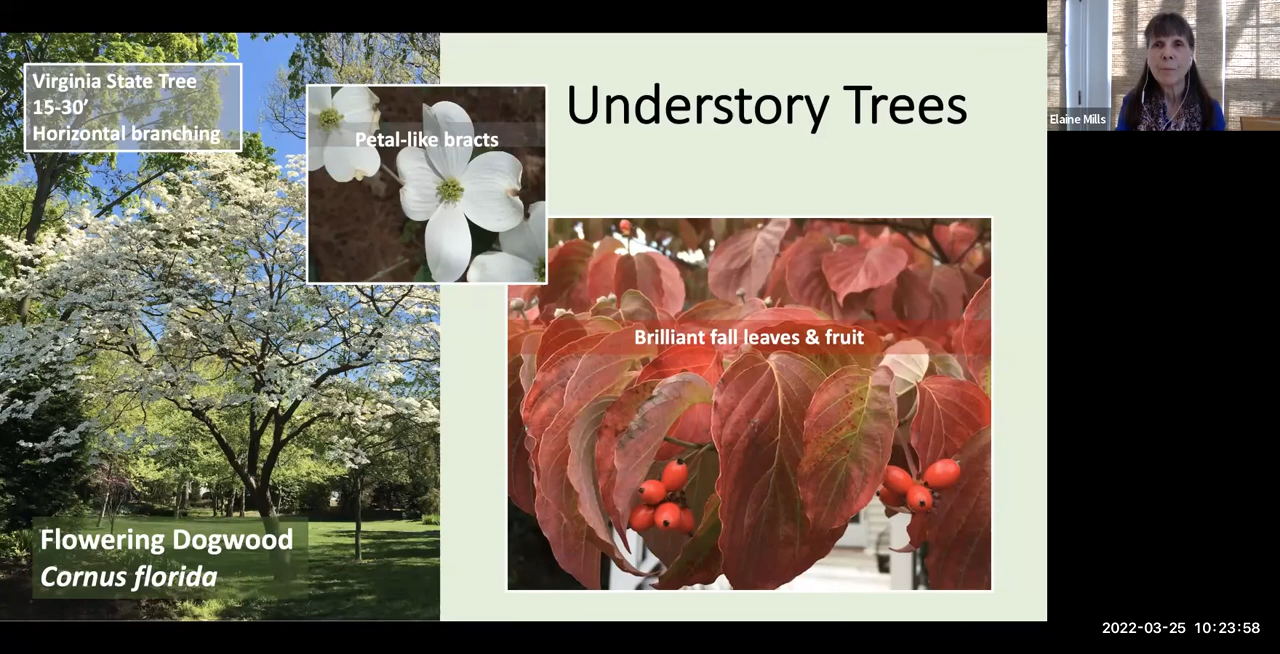 Virginia State Tree
15-30’
Horizontal branching
Petal-like bracts
Understory Trees
Elaine Mills
Brilliant fall leaves & fruit
Flowering Dogwood
Cornus florida
2022-03-25 10:23:58